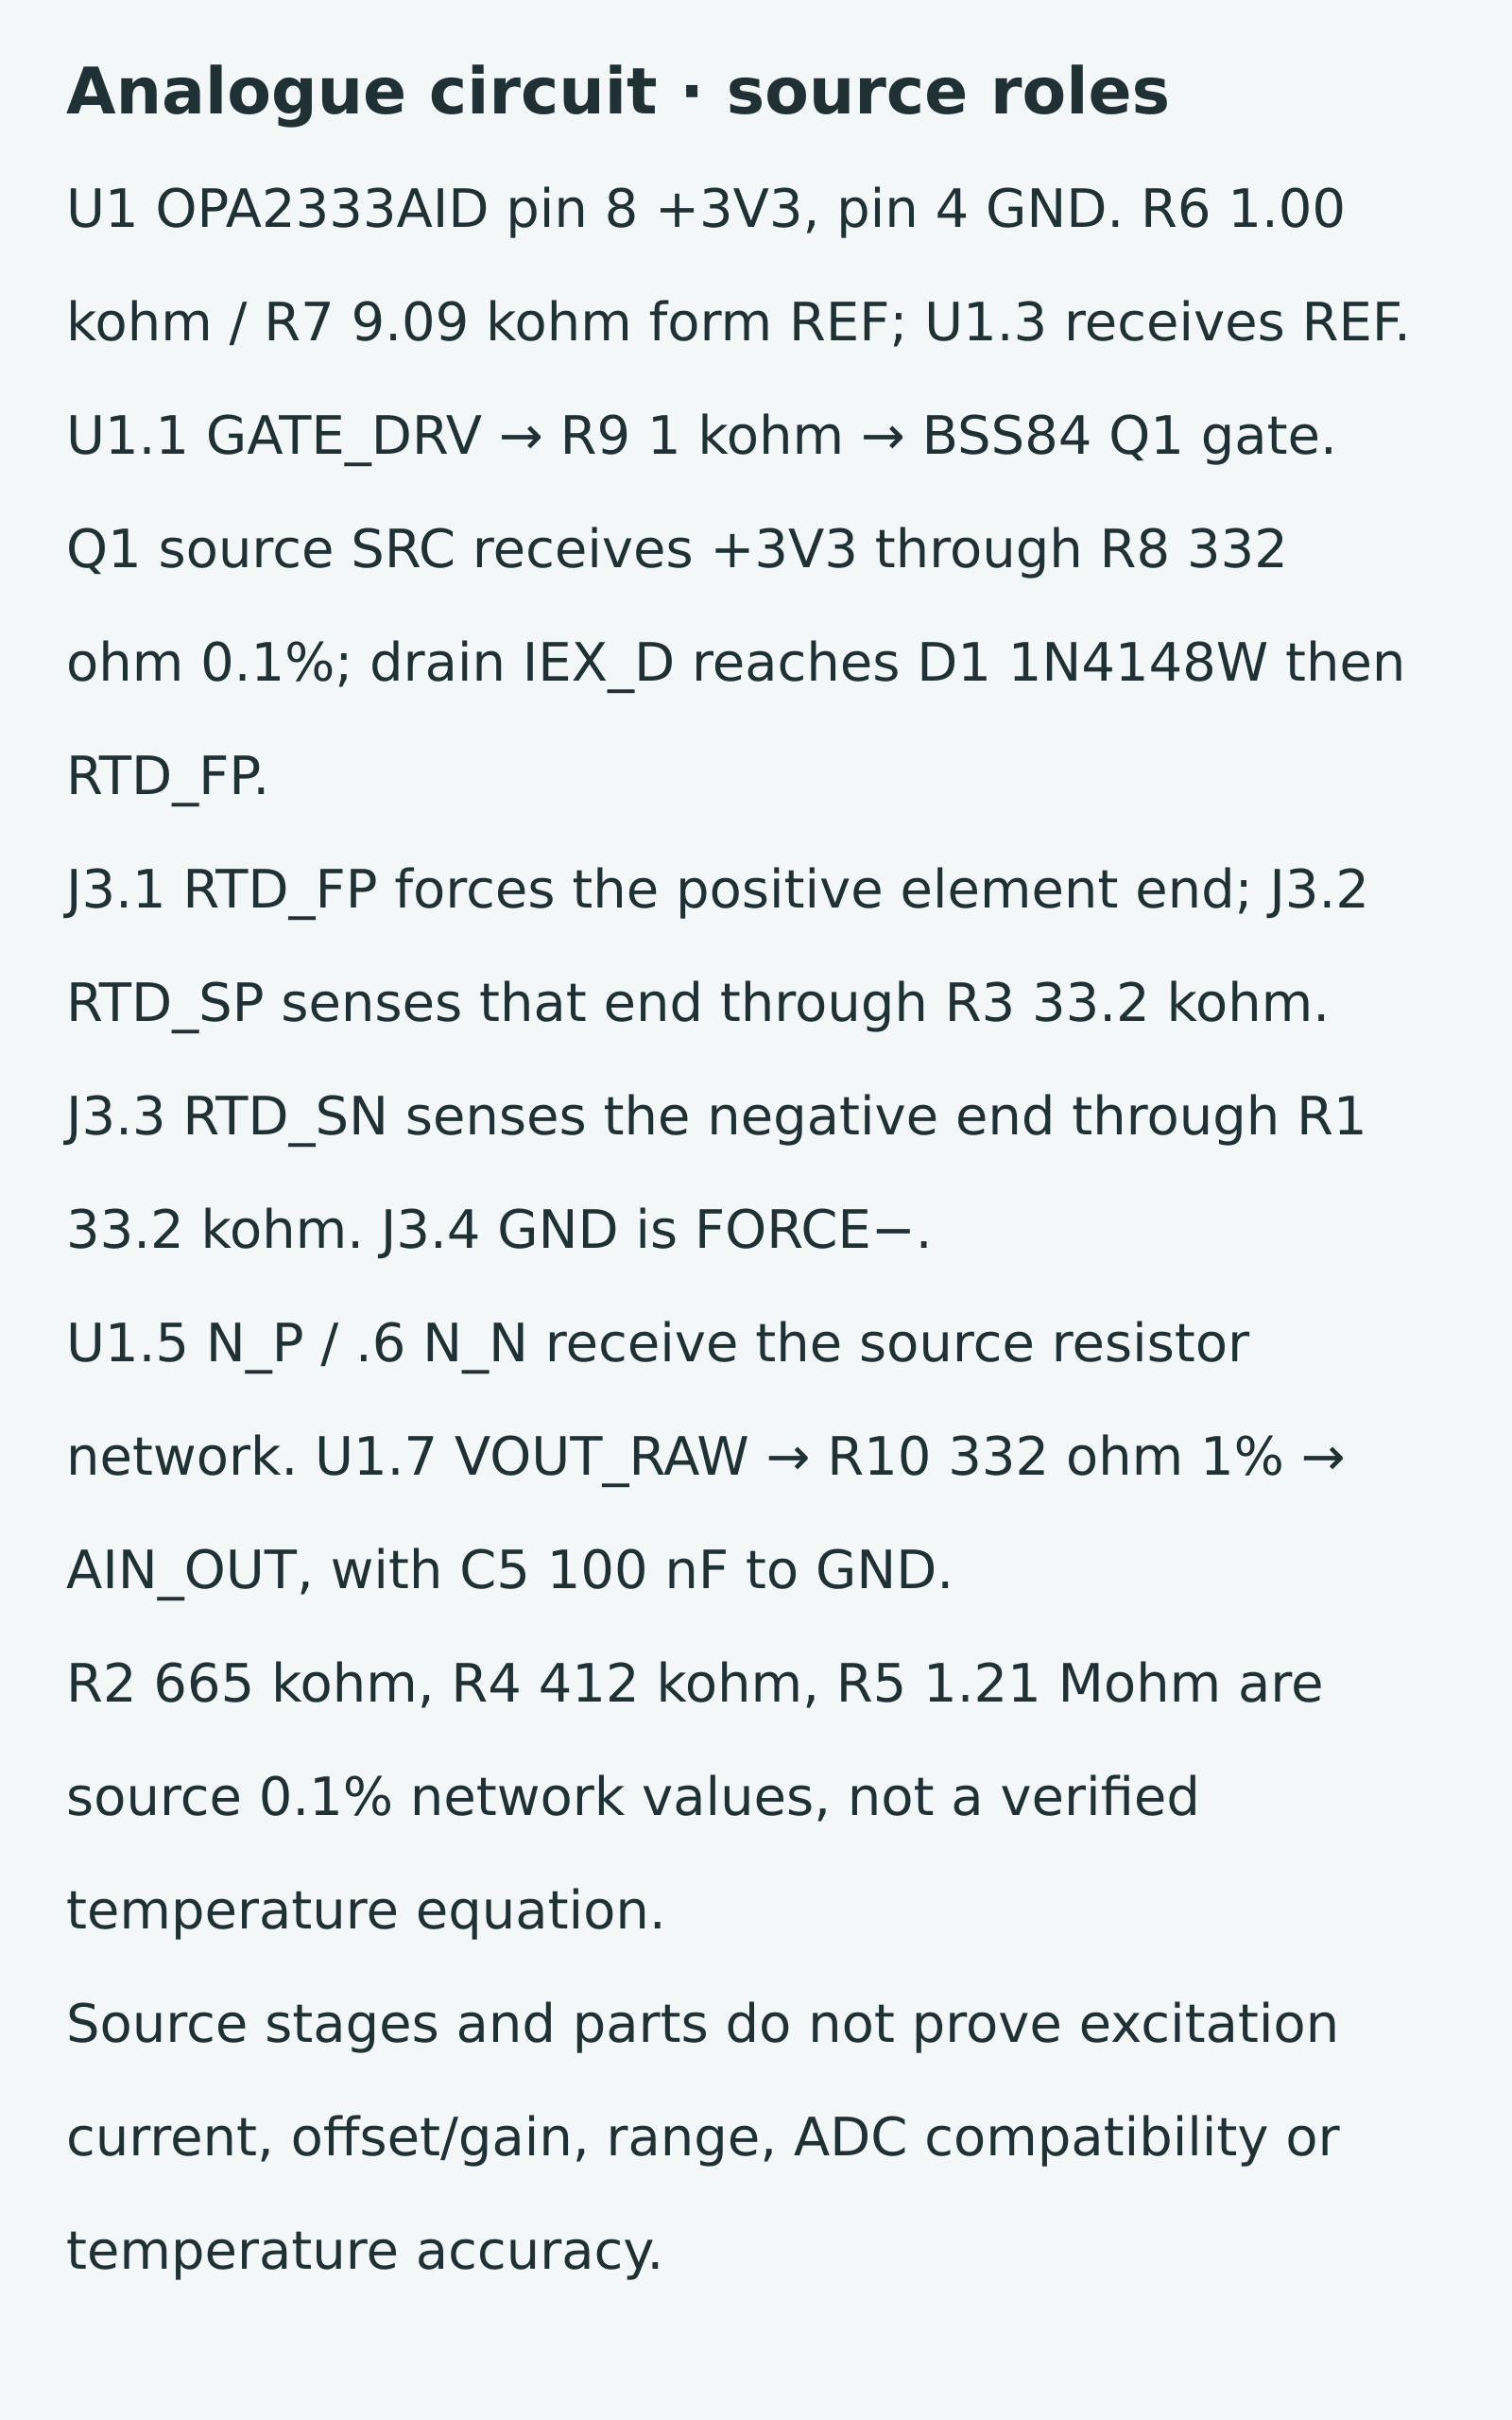 Analogue circuit · source roles
U1 OPA2333AID pin 8 +3V3, pin 4 GND. R6 1.00
kohm / R7 9.09 kohm form REF; U1.3 receives REF.
U1.1 GATE_DRV → R9 1 kohm → BSS84 Q1 gate.
Q1 source SRC receives +3V3 through R8 332
ohm 0.1%; drain IEX_D reaches D1 1N4148W then
RTD_FP.
J3.1 RTD_FP forces the positive element end; J3.2
RTD_SP senses that end through R3 33.2 kohm.
J3.3 RTD_SN senses the negative end through R1
33.2 kohm. J3.4 GND is FORCE−.
U1.5 N_P / .6 N_N receive the source resistor
network. U1.7 VOUT_RAW → R10 332 ohm 1% →
AIN_OUT, with C5 100 nF to GND.
R2 665 kohm, R4 412 kohm, R5 1.21 Mohm are
source 0.1% network values, not a verified
temperature equation.
Source stages and parts do not prove excitation
current, offset/gain, range, ADC compatibility or
temperature accuracy.